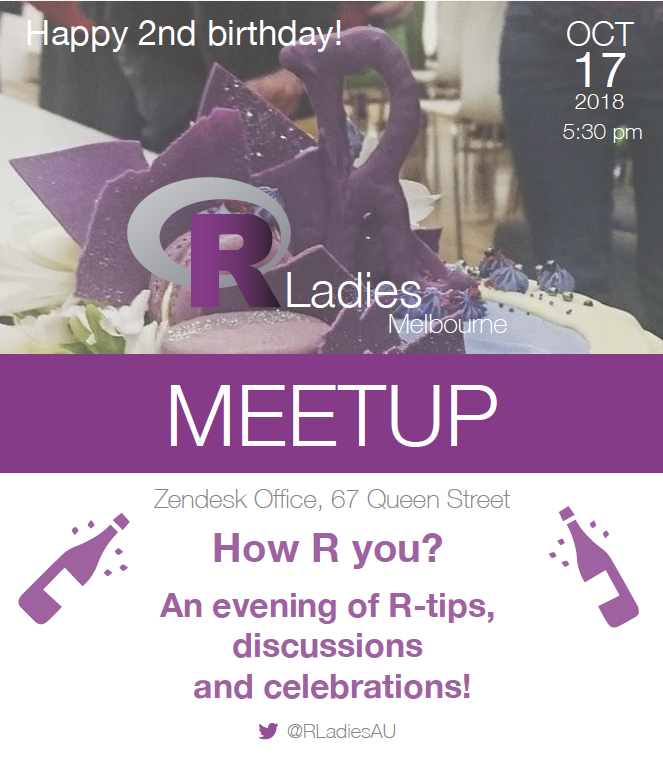 Happy 2nd birthday!
OCT
17
2018
5:30 pm
R Ladies
Melbourne
MEETUP
Zendesk Office, 67 Queen Street
How R you?
An evening of R-tips,
discussions
and celebrations!
@RLadiesAU